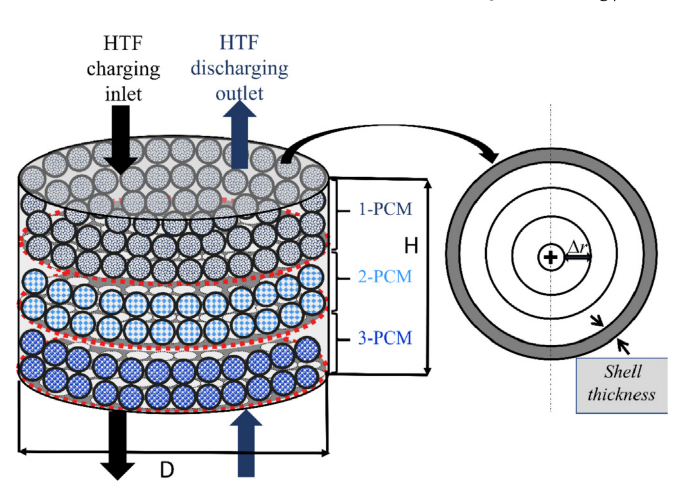 HTF
charging
inlet
HTF
discharging
outlet
1-PCM
H
2-PCM
3-PCM
Δr
Shell
thickness
D